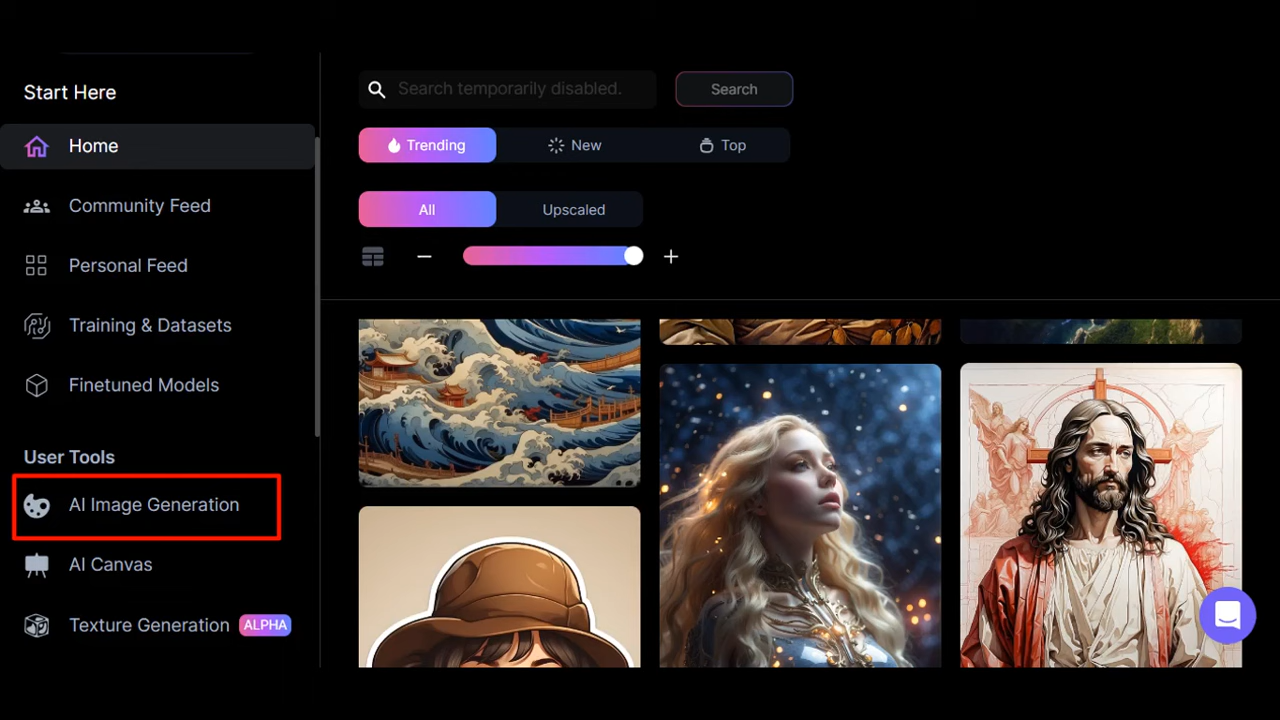 Start Here
Home
Community Feed
Personal Feed
Training & Datasets
Finetuned Models
User Tools
AI Image Generation
AI Canvas
Texture Generation ALPHA
Search temporarily disabled.
Search
Trending
New
Top
All
Upscaled